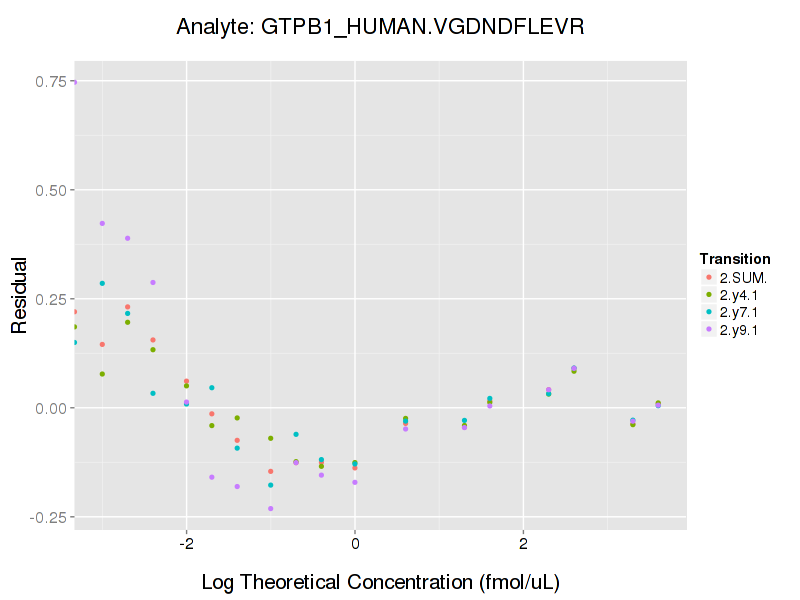 Analyte: GTPB1_HUMAN.VGDNDFLEVR
0.75
0.50
0.25
0.00
-0.25
Residual
-2
0
2
Log Theoretical Concentration (fmol/uL)
Transition
2.SUM.
2.y4.1
2.y7.1
2.y9.1